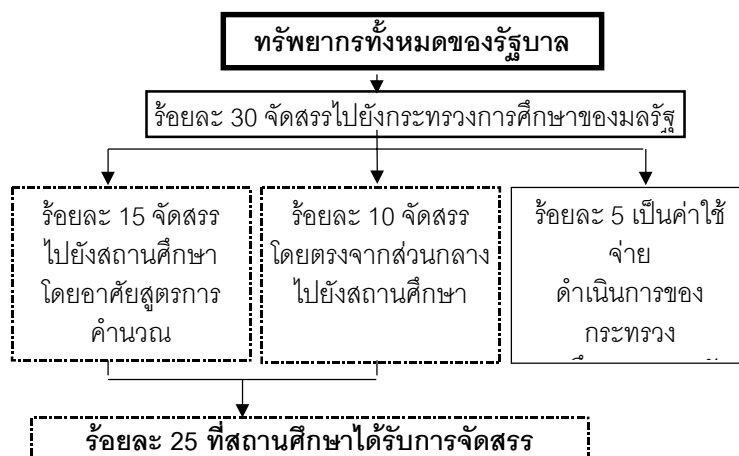 ทรัพยากรทั้งหมดของรัฐบาล
ร้อยละ 30 จัดสรรไปยังกระทรวงการศึกษาของมลรัฐ
ร้อยละ 15 จัดสรร
ไปยังสถานศึกษา
โดยอาศัยสูตรการ
คำนวณ
ร้อยละ 10 จัดสรร
โดยตรงจากส่วนกลาง
ไปยังสถานศึกษา
ร้อยละ 5 เป็นค่าใช้
จ่าย
ดำเนินการของ
กระทรวง
ร้อยละ 25 ที่สถานศึกษาได้รับการจัดสรร